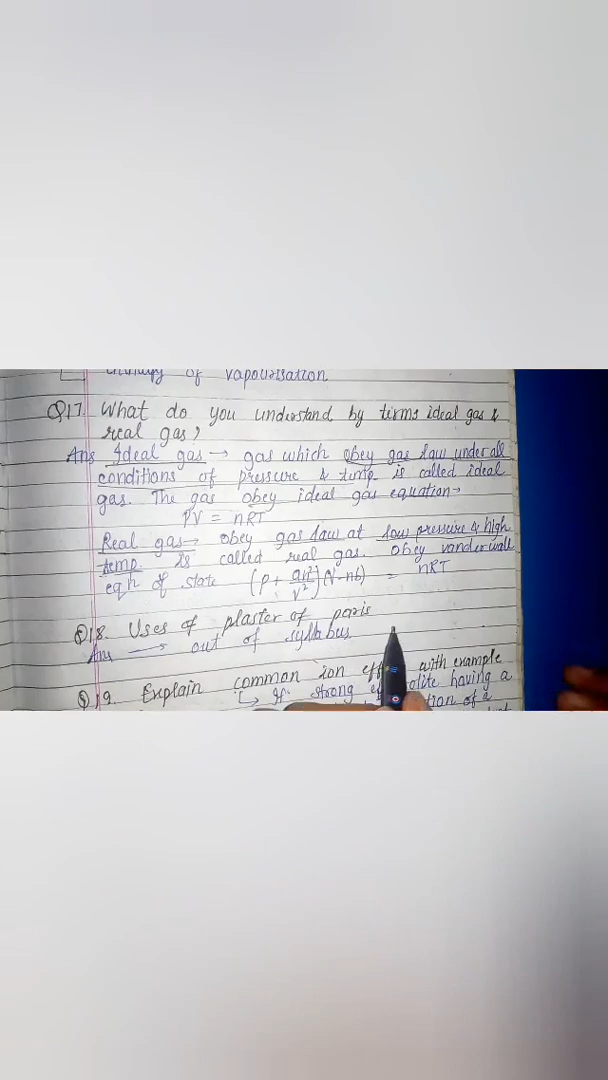 enthalpy of vapourisation
Q17. What do you understand by terms ideal gas &
real gas?
Ans Ideal gas → gas which obey gas law under all
conditions of pressure & temp is called ideal
gas. The gas obey ideal gas equation→
PV = nRT
Real gas → obey gas law at low pressure & high
temp. is called real gas. obey vanderwall
eqn of state (P + an²/V²)(V-nb) = nRT
Q18. Uses of plaster of paris
Ans → out of syllabus
Q19. Explain common ion eff with example
↳ If strong having a
of a